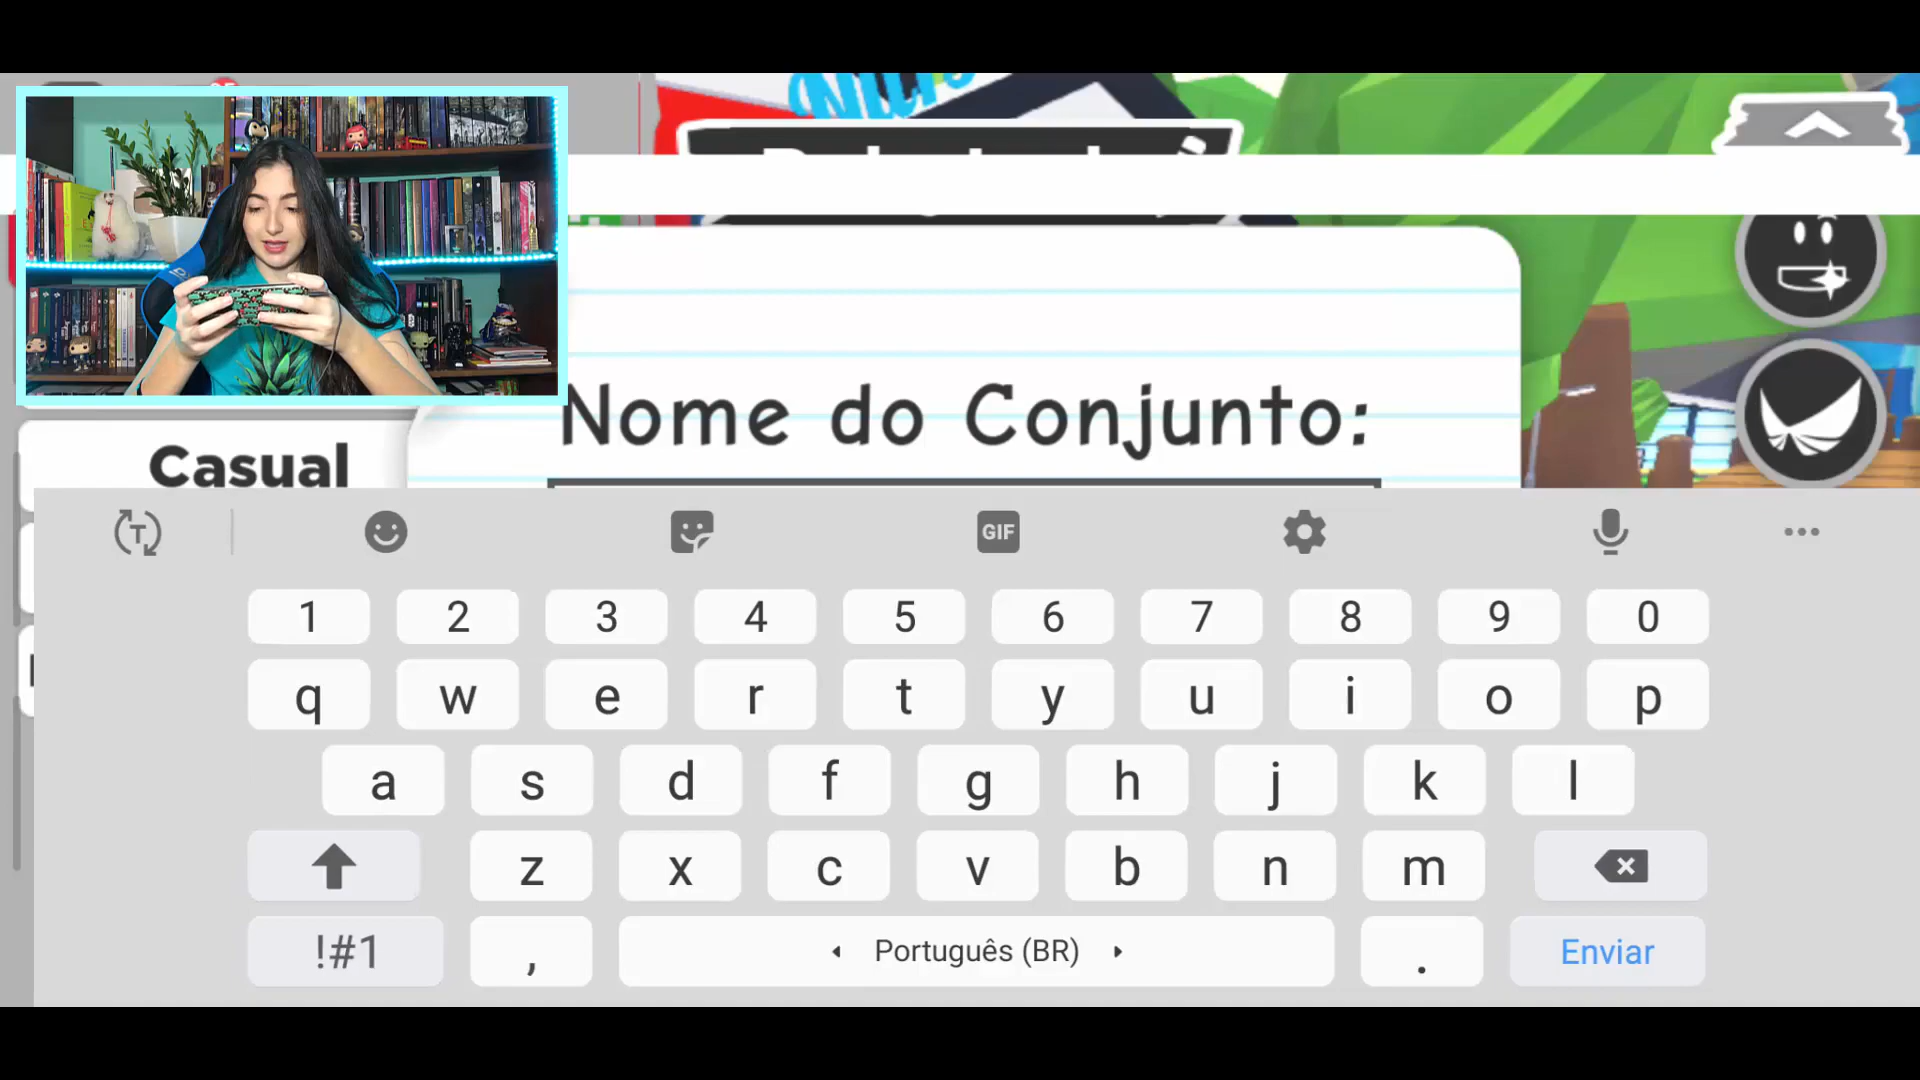 Nome do Conjunto:
Casual
GIF
1 2 3 4 5 6 7 8 9 0
q w e r t y u i o p
a s d f g h j k l
z x c v b n m
!#1 , Português (BR) . Enviar